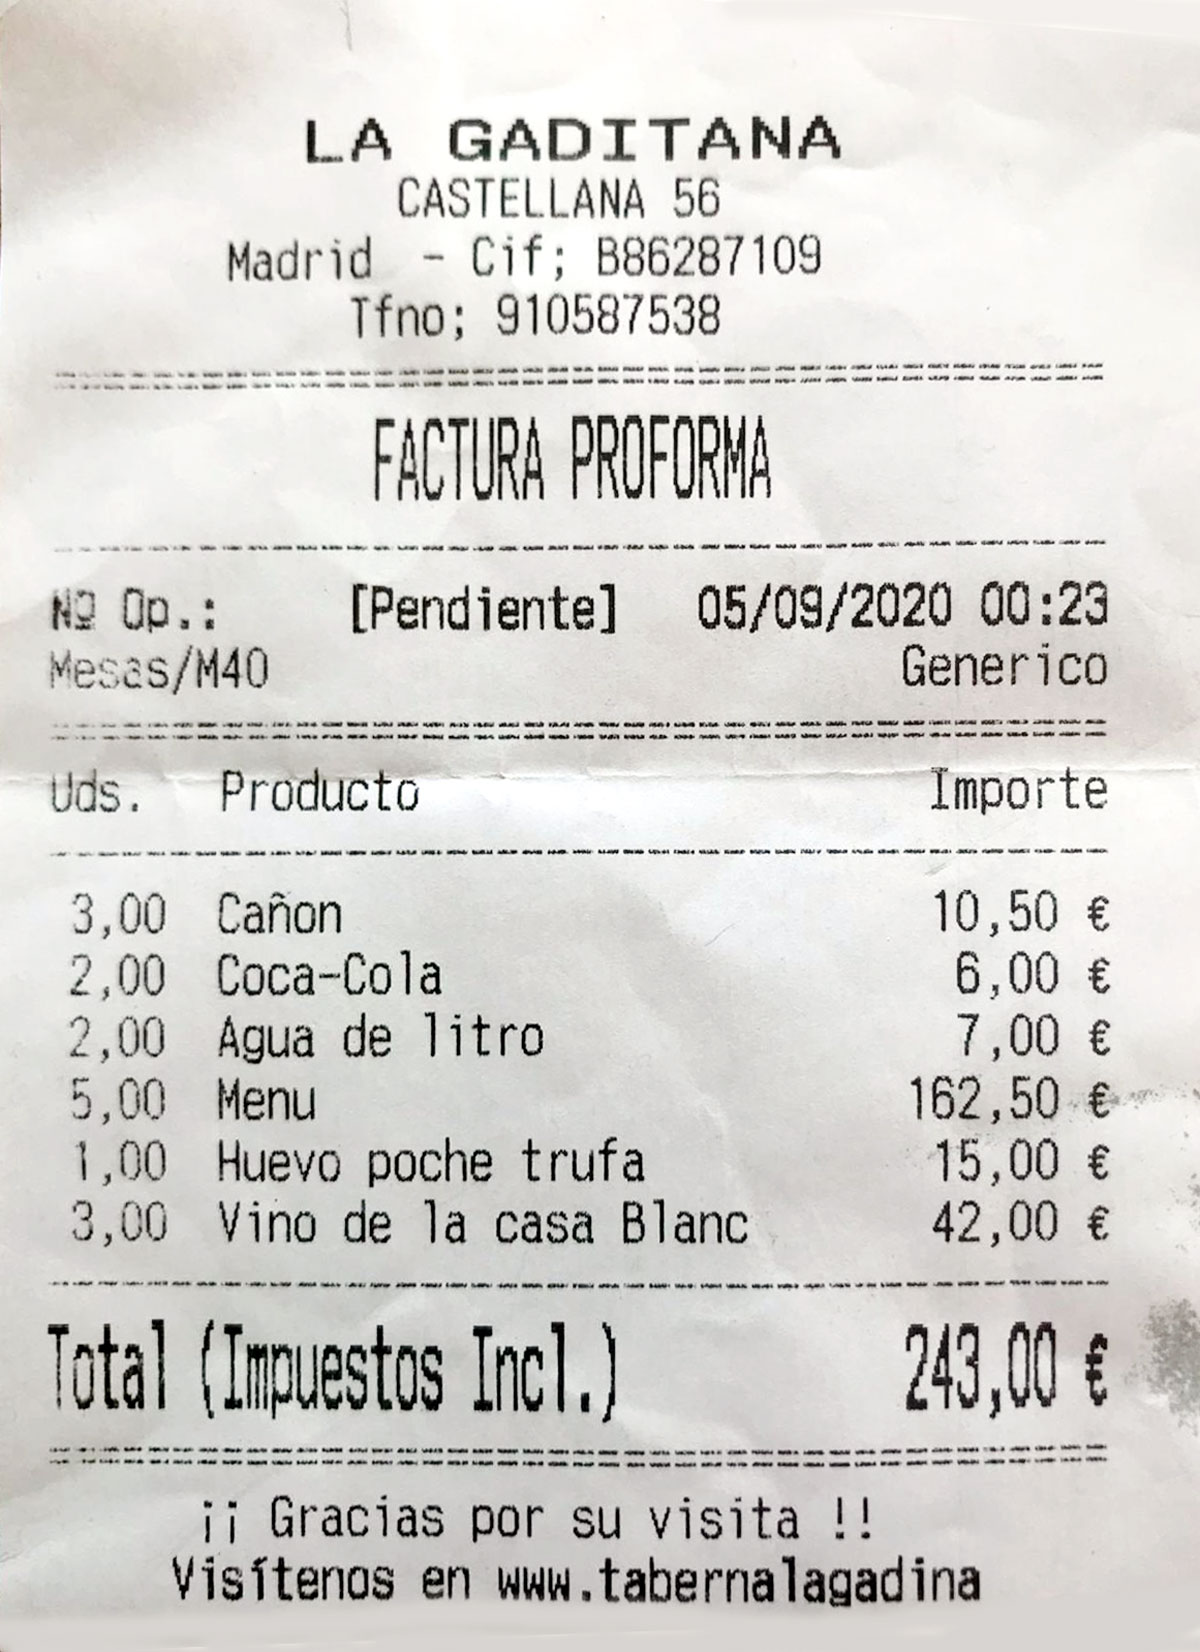 LA GADITANA
CASTELLANA 56
Madrid - Cif; B86287109
Tfno; 910587538
FACTURA PROFORMA
Nº Op.: [Pendiente] 05/09/2020 00:23
Mesas/M40 Generico
Uds. Producto Importe
3,00 Cañon 10,50 €
2,00 Coca-Cola 6,00 €
2,00 Agua de litro 7,00 €
5,00 Menu 162,50 €
1,00 Huevo poche trufa 15,00 €
3,00 Vino de la casa Blanc 42,00 €
Total (Impuestos Incl.) 243,00 €
¡¡ Gracias por su visita !!
Visítenos en www.tabernalagadina